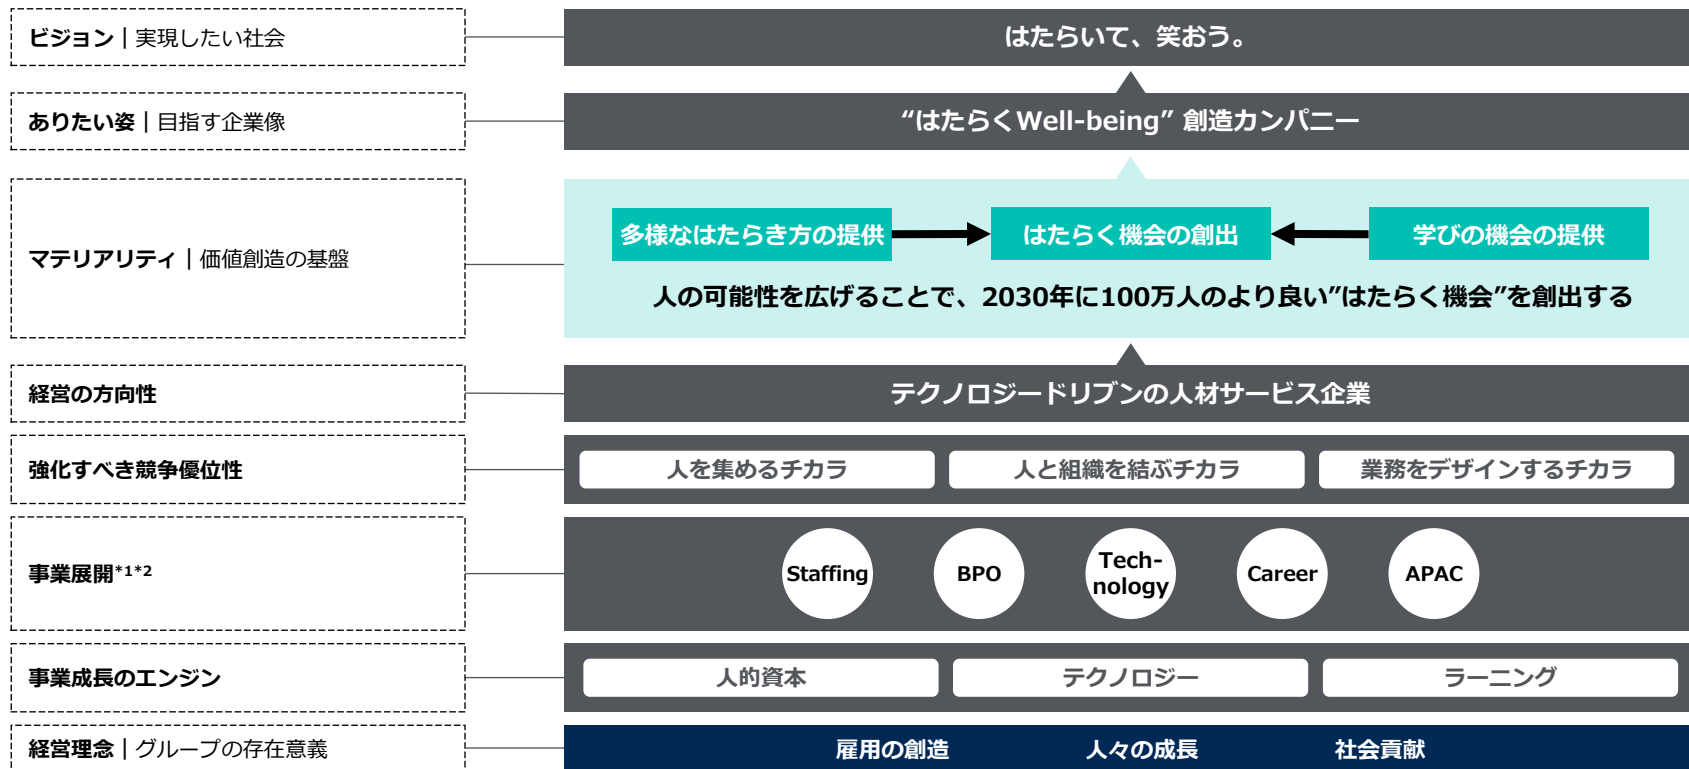 ビジョン｜実現したい社会
はたらいて、笑おう。
ありたい姿｜目指す企業像
“はたらくWell-being” 創造カンパニー
マテリアリティ｜価値創造の基盤
多様なはたらき方の提供
はたらく機会の創出
学びの機会の提供
人の可能性を広げることで、2030年に100万人のより良い”はたらく機会”を創出する
経営の方向性
テクノロジードリブンの人材サービス企業
強化すべき競争優位性
人を集めるチカラ
人と組織を結ぶチカラ
業務をデザインするチカラ
事業展開*1*2
Staffing
BPO
Tech-
nology
Career
APAC
事業成長のエンジン
人的資本
テクノロジー
ラーニング
経営理念｜グループの存在意義
雇用の創造
人々の成長
社会貢献